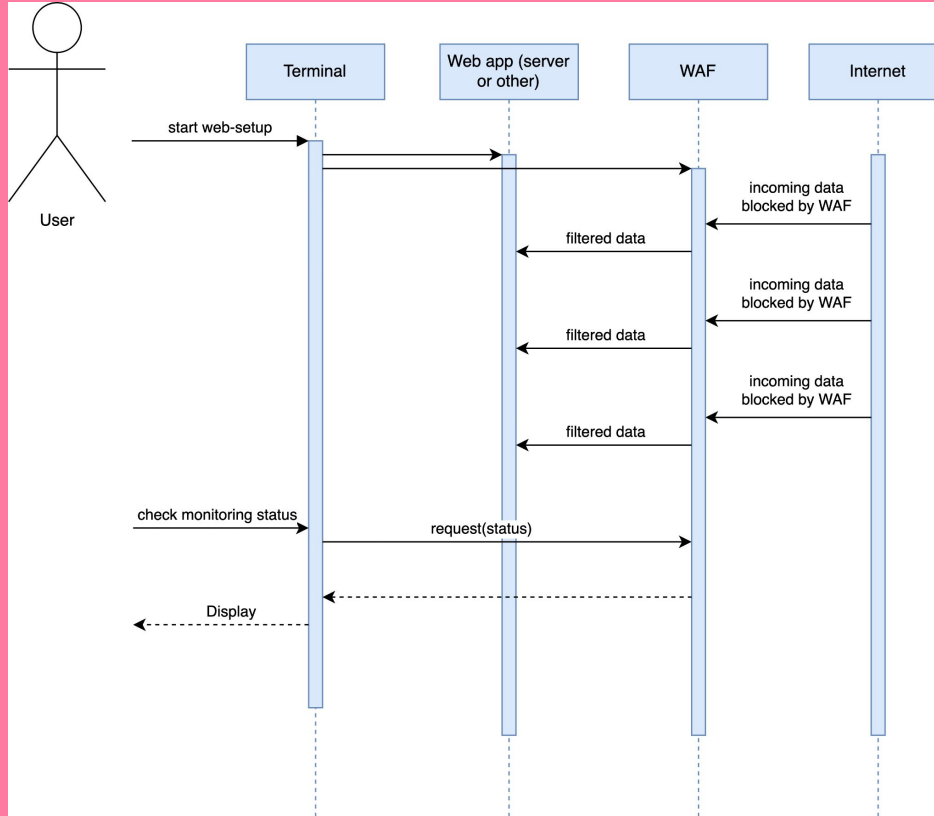 Terminal
Web app (server
or other)
WAF
Internet
start web-setup
User
incoming data
blocked by WAF
filtered data
incoming data
blocked by WAF
filtered data
incoming data
blocked by WAF
filtered data
check monitoring status
request(status)
Display